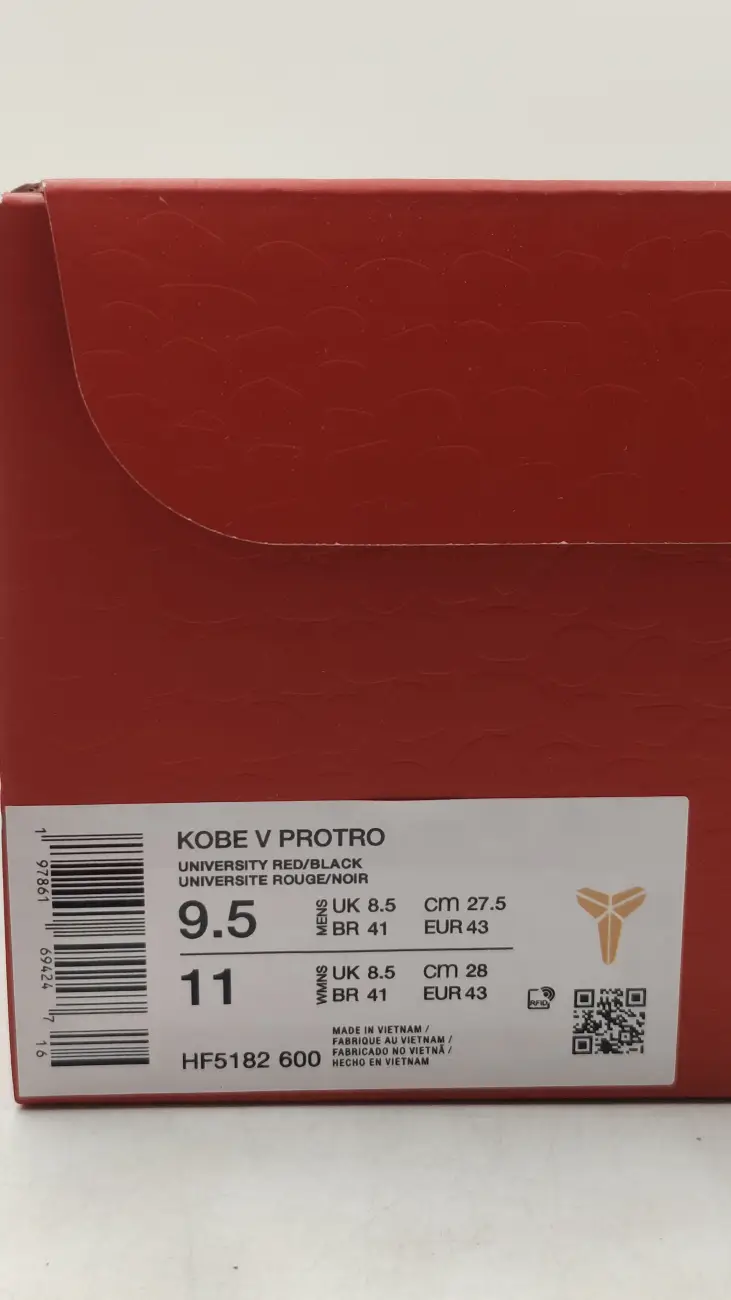 KOBE V PROTRO
UNIVERSITY RED/BLACK
UNIVERSITE ROUGE/NOIR
9.5
MENS
UK 8.5 cm 27.5
BR 41 EUR 43
11
WMNS
UK 8.5 cm 28
BR 41 EUR 43
RFID
HF5182 600
MADE IN VIETNAM /
FABRIQUE AU VIETNAM /
FABRICADO NO VIETNÃ /
HECHO EN VIETNAM
1 97861 69424 7 16